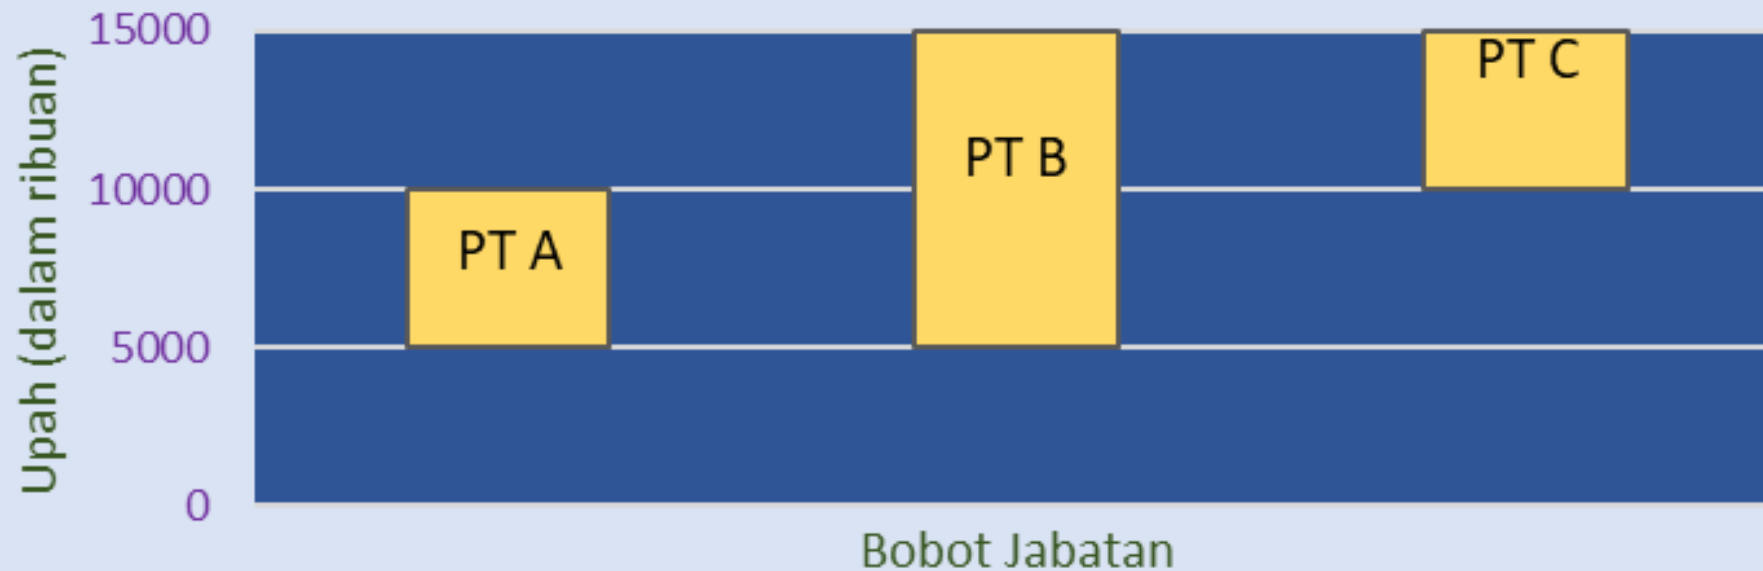 Upah (dalam ribuan)
15000
10000
5000
0
PT A
PT B
PT C
Bobot Jabatan